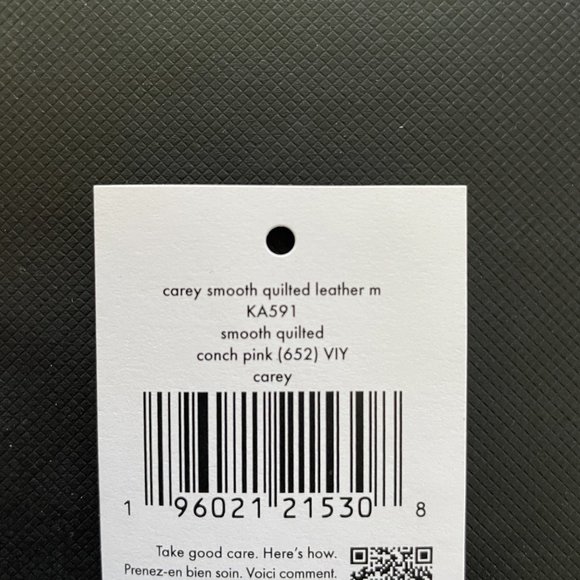 carey smooth quilted leather m
KA591
smooth quilted
conch pink (652) VIY
carey
1 96021 21530 8
Take good care. Here's how.
Prenez-en bien soin. Voici comment.